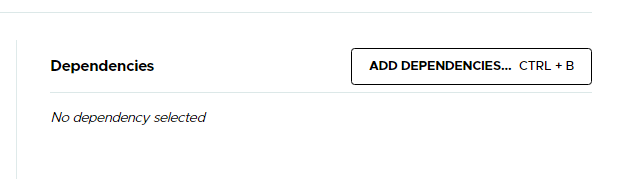 Dependencies
ADD DEPENDENCIES... CTRL + B
No dependency selected